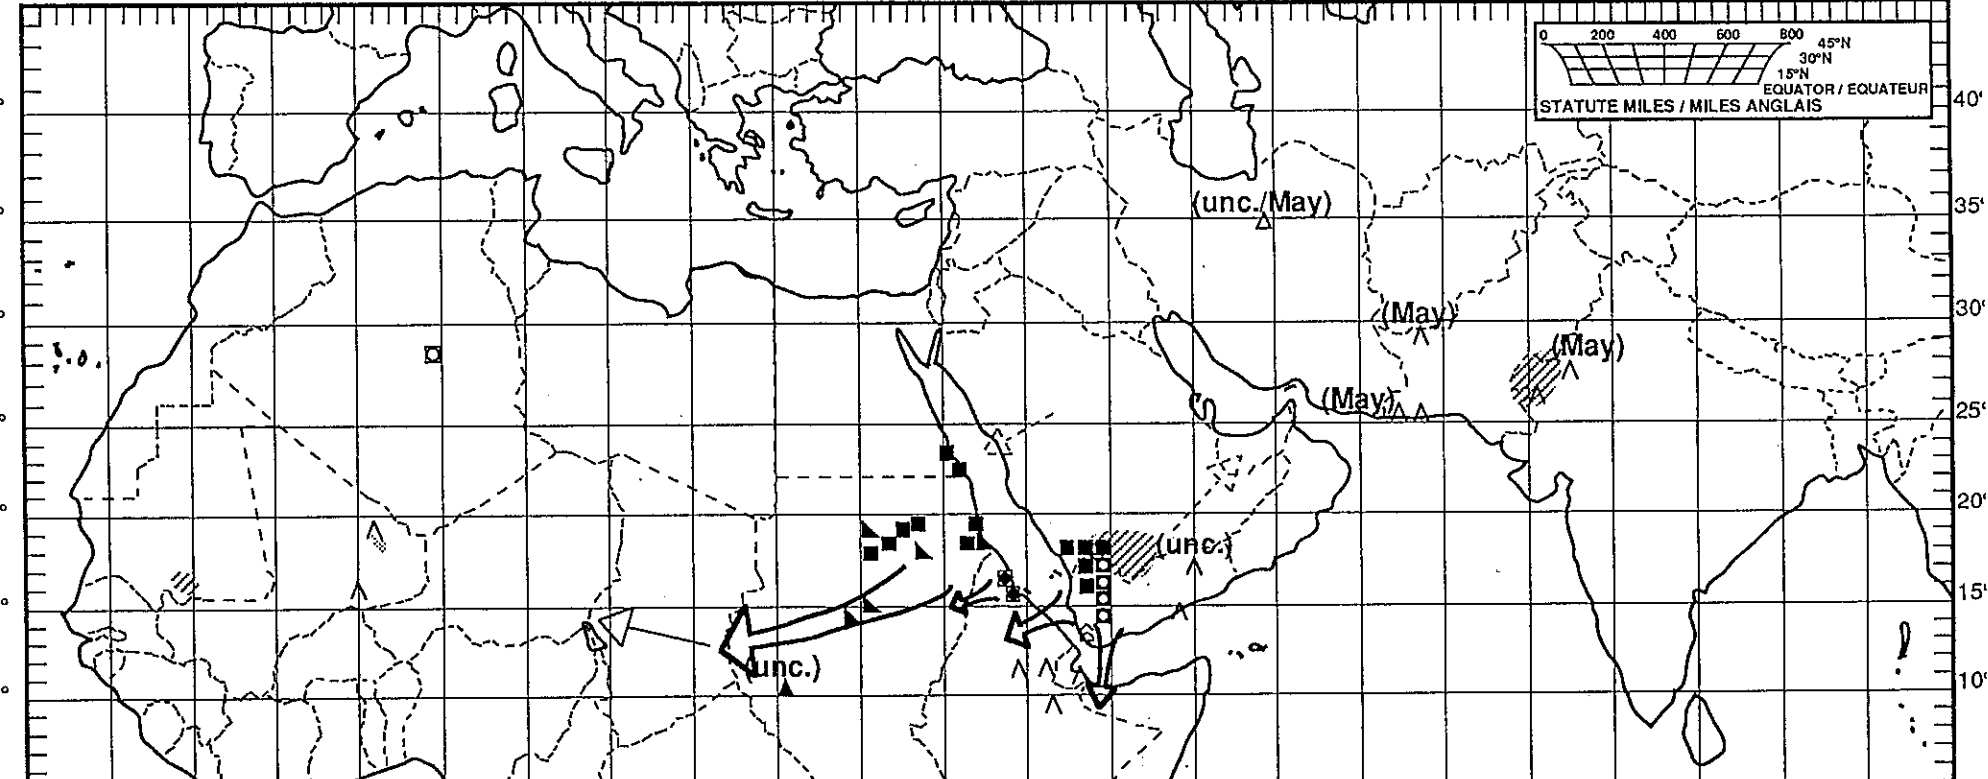 0 200 400 600 800
45°N
30°N
15°N
EQUATOR / EQUATEUR
STATUTE MILES / MILES ANGLAIS
40°
(unc./May)
35°
(May)
30°
(May)
(May)
25°
20°
(unc.)
15°
(unc.)
10°